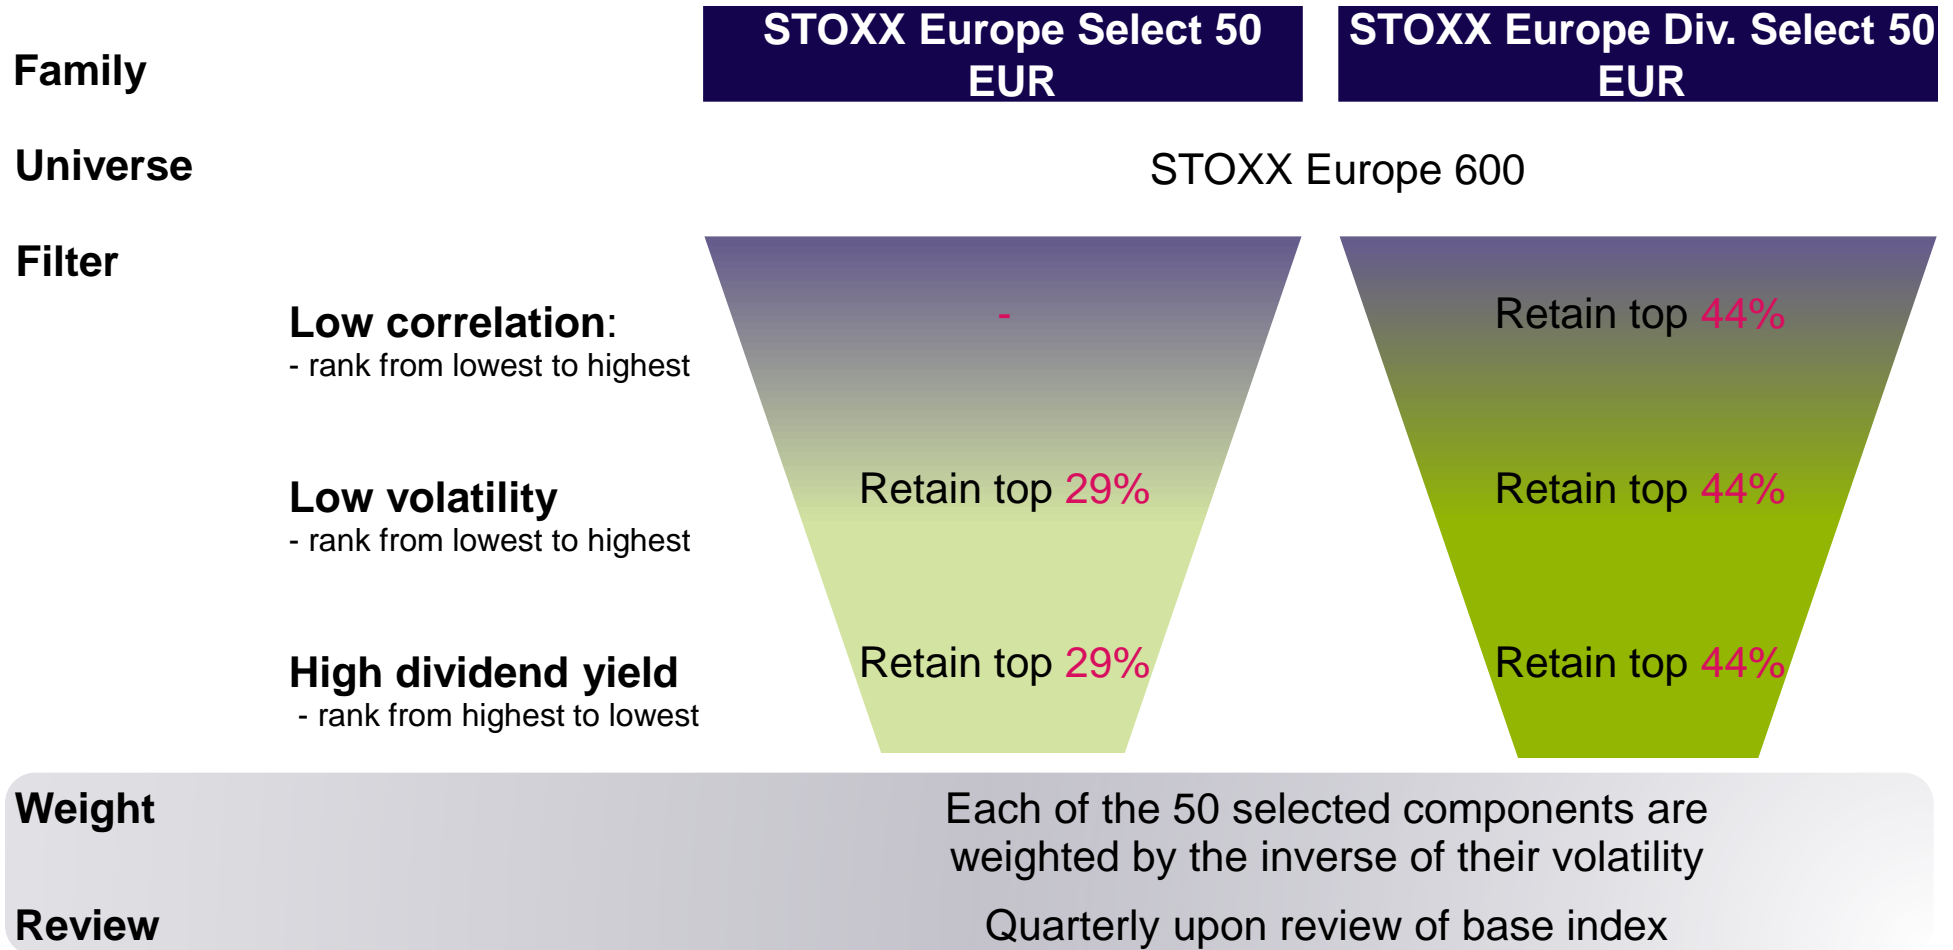 Family
STOXX Europe Select 50
EUR
STOXX Europe Div. Select 50
EUR
Universe
STOXX Europe 600
Filter
Low correlation:
- rank from lowest to highest
-
Retain top 44%
Low volatility
- rank from lowest to highest
Retain top 29%
Retain top 44%
High dividend yield
- rank from highest to lowest
Retain top 29%
Retain top 44%
Weight
Each of the 50 selected components are
weighted by the inverse of their volatility
Review
Quarterly upon review of base index